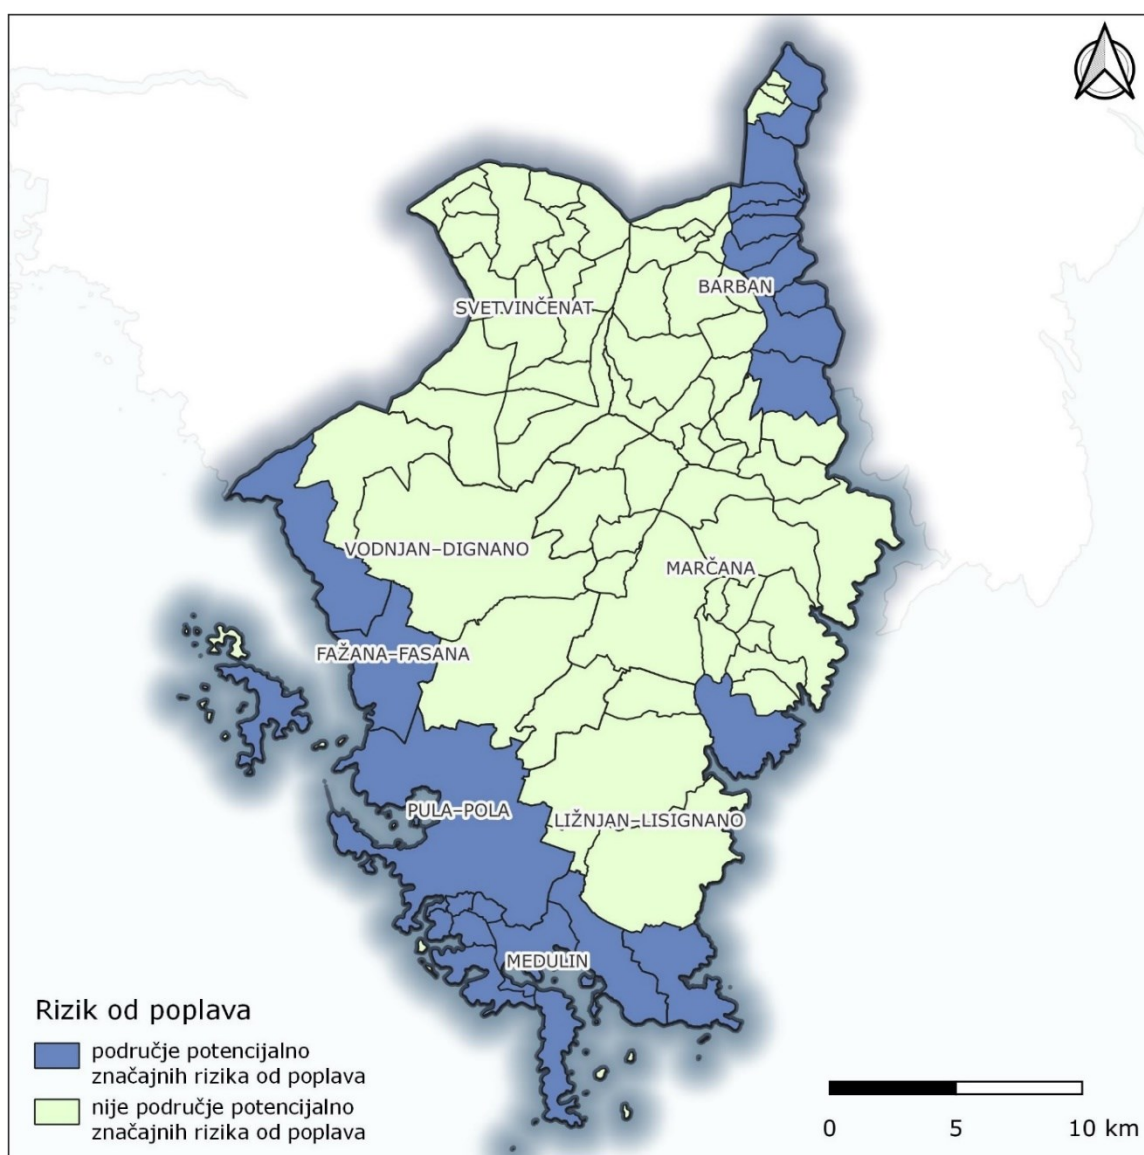 BARBAN
SVETVINČENAT
VODNJAN–DIGNANO
MARČANA
FAŽANA–FASANA
PULA–POLA
LIŽNJAN–LISIGNANO
MEDULIN
Rizik od poplava
područje potencijalno
značajnih rizika od poplava
nije područje potencijalno
značajnih rizika od poplava
0 5 10 km